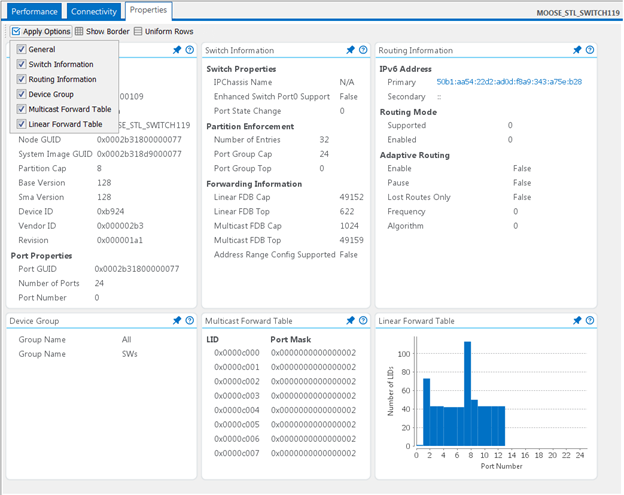 Performance Connectivity Properties
MOOSE_STL_SWITCH119
Apply Options Show Border Uniform Rows
General
Switch Information
Routing Information
Device Group
Multicast Forward Table
Linear Forward Table
00109
OOSE_STL_SWITCH119
Node GUID 0x0002b31800000077
System Image GUID 0x0002b318d9000077
Partition Cap 8
Base Version 128
Sma Version 128
Device ID 0xb924
Vendor ID 0x000002b3
Revision 0x000001a1
Port Properties
Port GUID 0x0002b31800000077
Number of Ports 24
Port Number 0
Switch Information
Switch Properties
IPChassis Name N/A
Enhanced Switch Port0 Support False
Port State Change 0
Partition Enforcement
Number of Entries 32
Port Group Cap 24
Port Group Top 0
Forwarding Information
Linear FDB Cap 49152
Linear FDB Top 622
Multicast FDB Cap 1024
Multicast FDB Top 49159
Address Range Config Supported False
Routing Information
IPv6 Address
Primary 50b1:aa54:22d2:ad0d:f8a9:343:a75e:b28
Secondary ::
Routing Mode
Supported 0
Enabled 0
Adaptive Routing
Enable False
Pause False
Lost Routes Only False
Frequency 0
Algorithm 0
Device Group
Group Name All
Group Name SWs
Multicast Forward Table
LID Port Mask
0x0000c000 0x0000000000000002
0x0000c001 0x0000000000000002
0x0000c002 0x0000000000000002
0x0000c003 0x0000000000000002
0x0000c004 0x0000000000000002
0x0000c005 0x0000000000000002
0x0000c006 0x0000000000000002
0x0000c007 0x0000000000000002
Linear Forward Table
Number of LIDs
100
80
60
40
20
0
0 2 4 6 8 10 12 14 16 18 20 22 24
Port Number